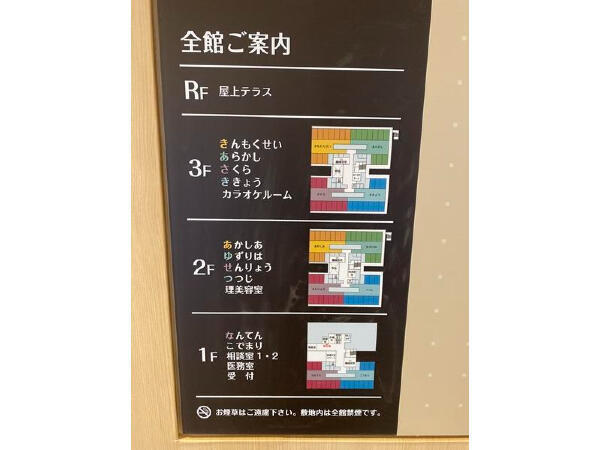 全館ご案内
RF 屋上テラス
3F
きんもくせい
あらかし
さくら
ききょう
カラオケルーム
2F
あかしあ
ゆずりは
せんりょう
つつじ
理美容室
1F
なんてん
こでまり
相談室1・2
医務室
受付
お煙草はご遠慮下さい。敷地内は全館禁煙です。